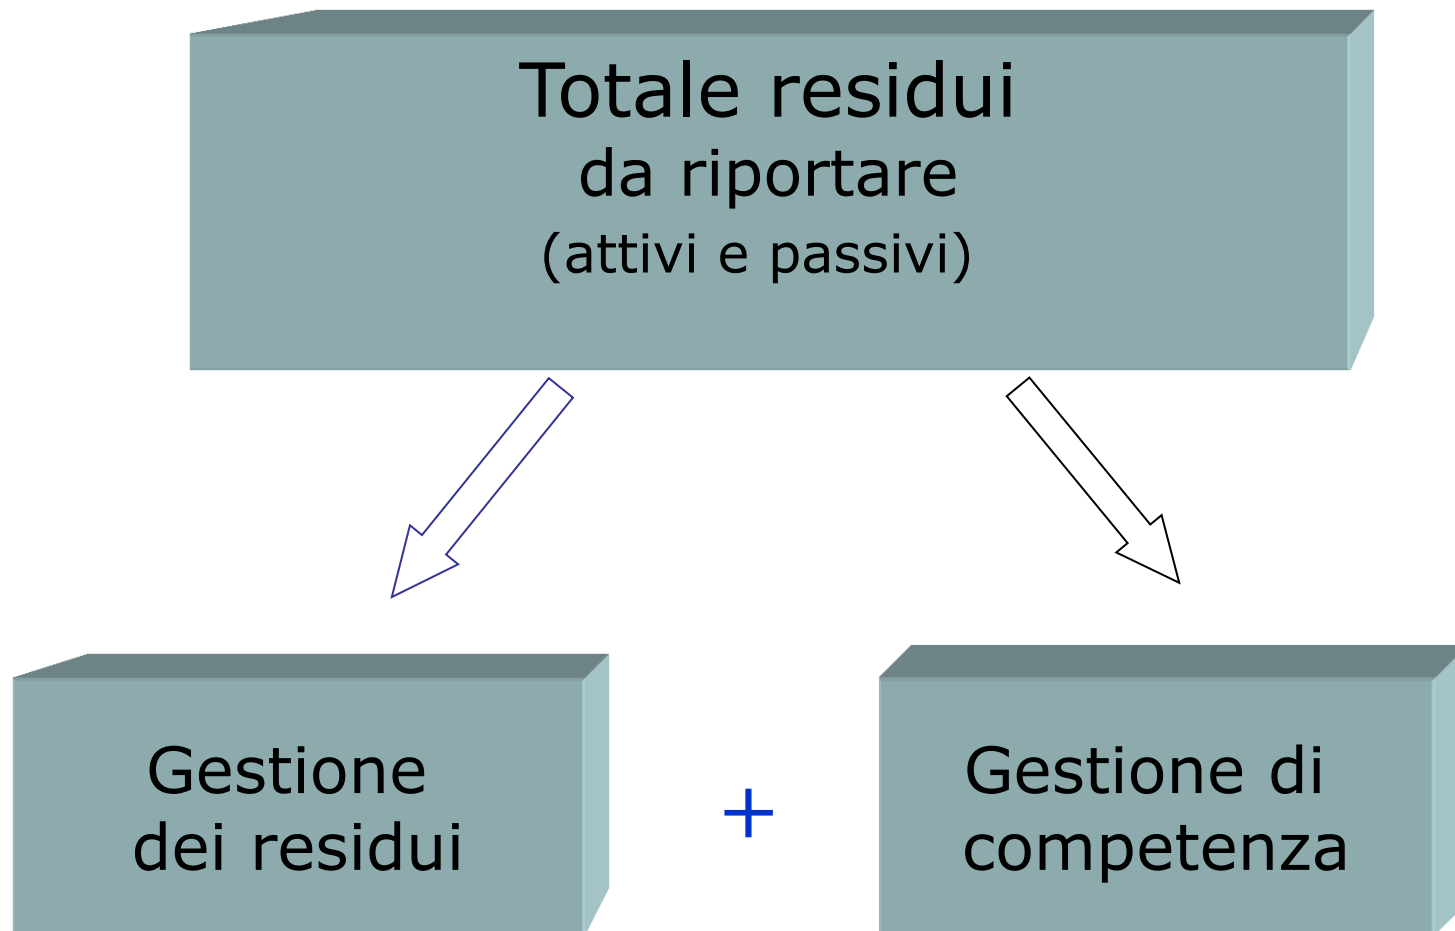 Totale residui
da riportare
(attivi e passivi)
Gestione
dei residui
+
Gestione di
competenza